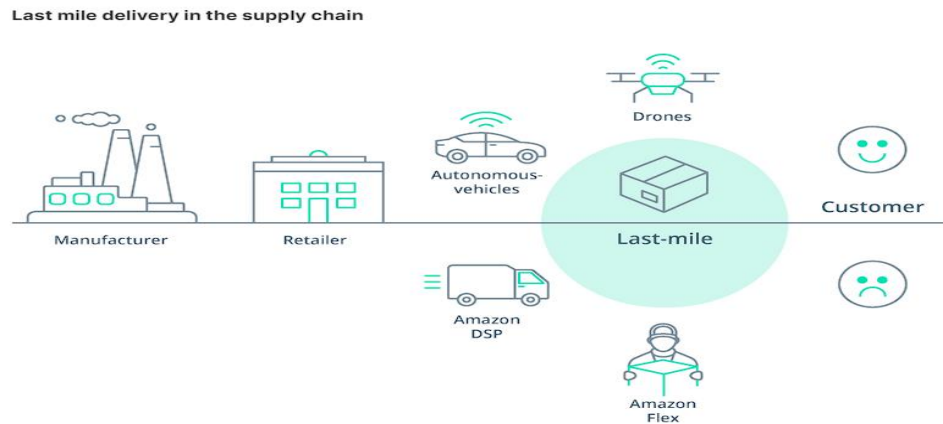 Last mile delivery in the supply chain
Drones
Autonomous-
vehicles
Customer
Manufacturer
Retailer
Last-mile
Amazon
DSP
Amazon
Flex